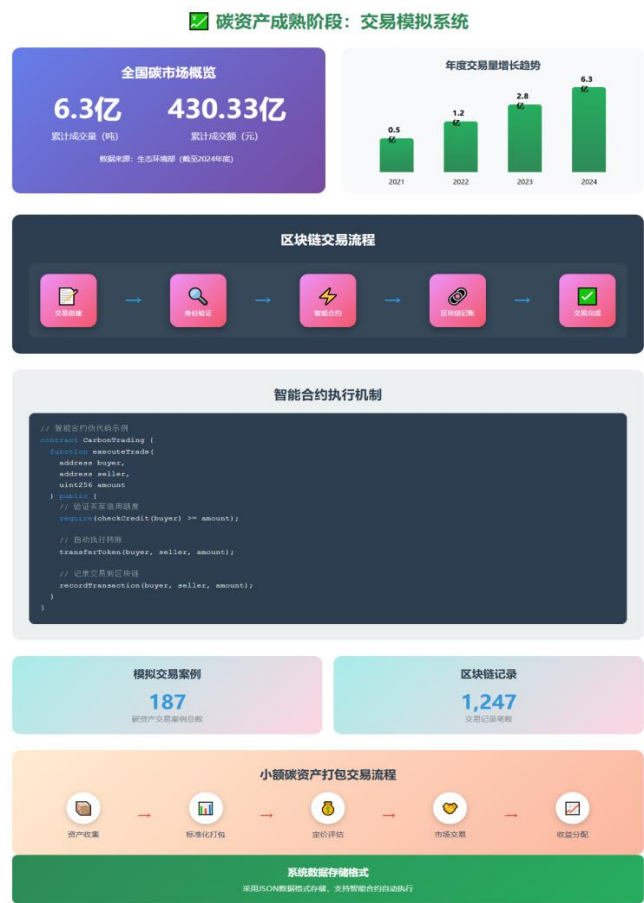 碳资产成熟阶段：交易模拟系统
全国碳市场概览
6.3亿 430.33亿
累计成交量（吨） 累计成交额（元）
数据来源：生态环境部（截至2024年底）
年度交易量增长趋势
0.5
亿
1.2
亿
2.8
亿
6.3
亿
2021 2022 2023 2024
区块链交易流程
交易创建 → 身份验证 → 智能合约 → 区块链记账 → 交易完成
智能合约执行机制
// 智能合约伪代码示例
contract CarbonTrading {
function executeTrade(
address buyer,
address seller,
uint256 amount
) public {
// 验证买家信用额度
require(checkCredit(buyer) >= amount);
// 自动执行转账
transferToken(buyer, seller, amount);
// 记录交易到区块链
recordTransaction(buyer, seller, amount);
}
}
模拟交易案例
187
碳资产交易案例总数
区块链记录
1,247
交易记录笔数
小额碳资产打包交易流程
资产收集 → 标准化打包 → 定价评估 → 市场交易 → 收益分配
系统数据存储格式
采用JSON数据格式存储，支持智能合约自动执行